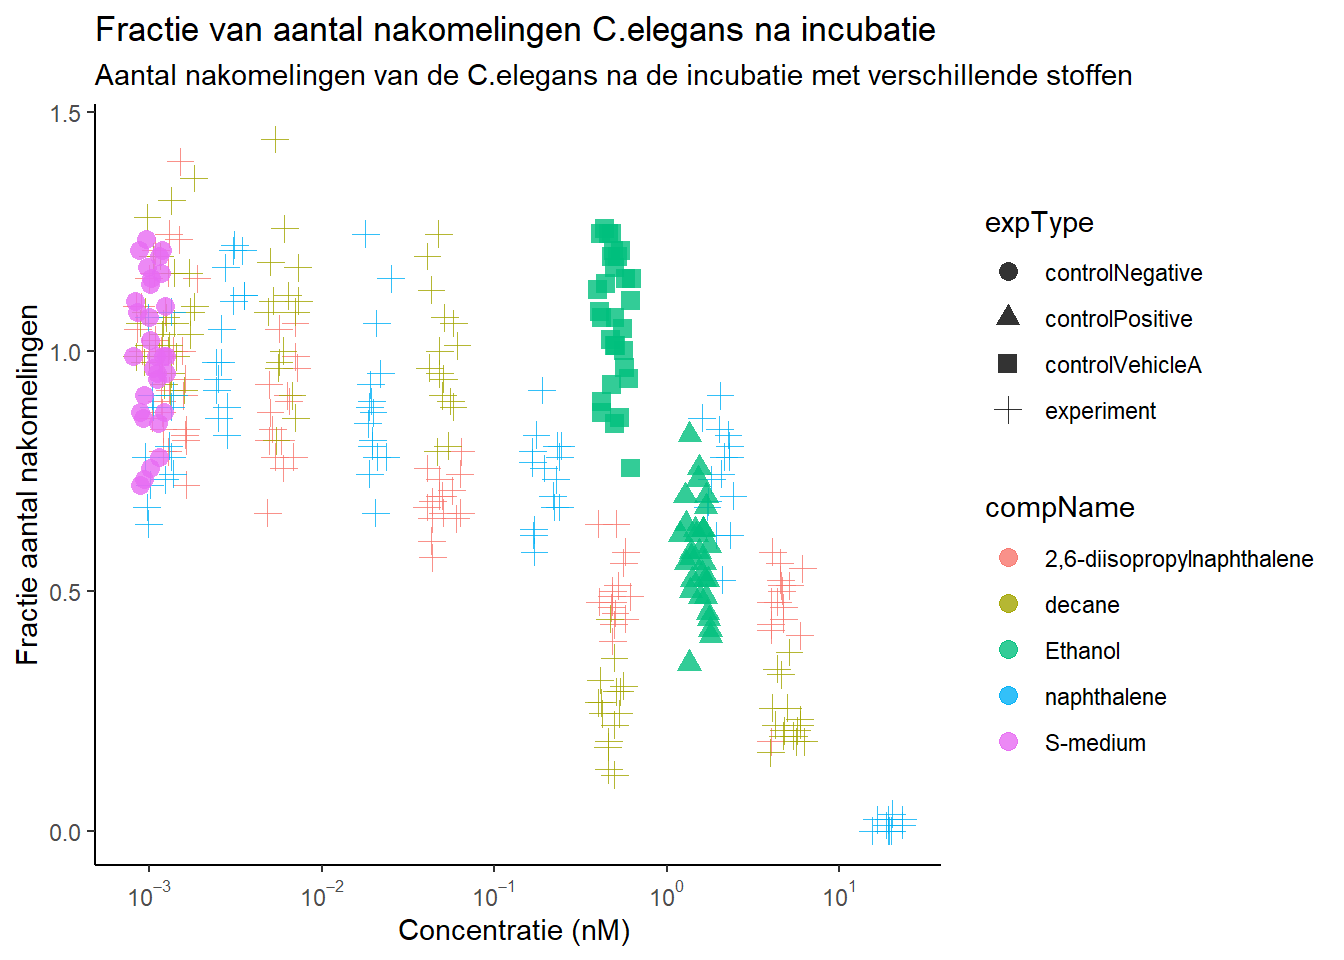 Fractie van aantal nakomelingen C.elegans na incubatie
Aantal nakomelingen van de C.elegans na de incubatie met verschillende stoffen
Fractie aantal nakomelingen
1.5
1.0
0.5
0.0
10⁻³
10⁻²
10⁻¹
10⁰
10¹
Concentratie (nM)
expType
controlNegative
controlPositive
controlVehicleA
experiment
compName
2,6-diisopropylnaphthalene
decane
Ethanol
naphthalene
S-medium